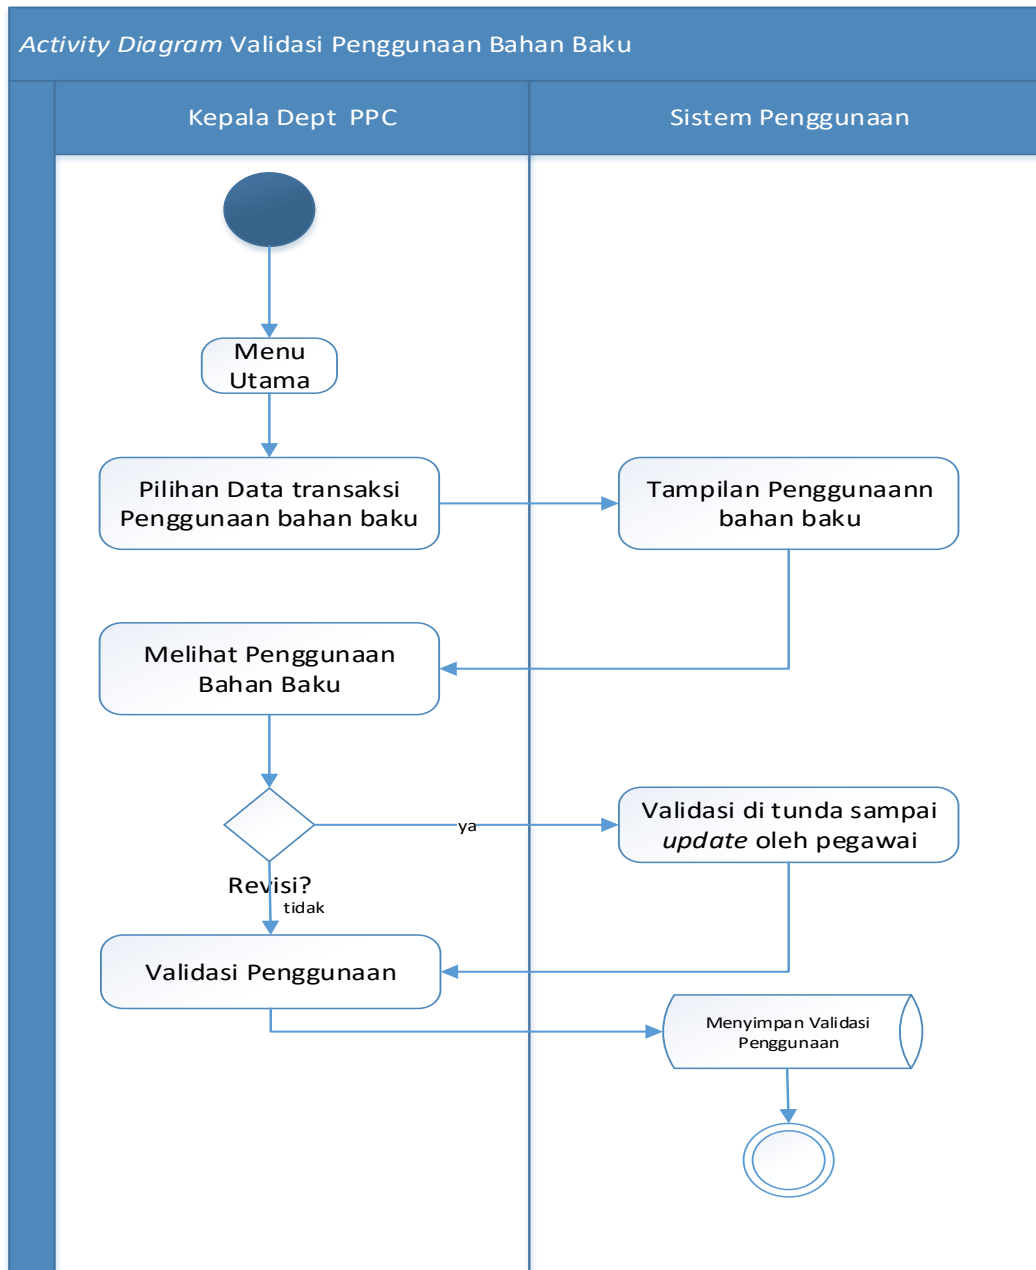 Activity Diagram Validasi Penggunaan Bahan Baku
Kepala Dept PPC
Sistem Penggunaan
Menu
Utama
Pilihan Data transaksi
Penggunaan bahan baku
Tampilan Penggunaann
bahan baku
Melihat Penggunaan
Bahan Baku
ya
Validasi di tunda sampai
update oleh pegawai
Revisi?
tidak
Validasi Penggunaan
Menyimpan Validasi
Penggunaan